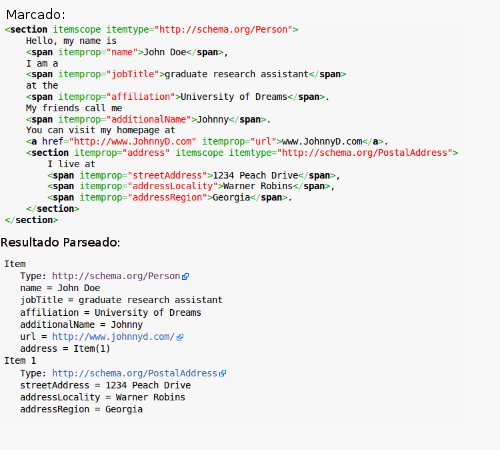 Marcado:
<section itemscope itemtype="http://schema.org/Person">
    Hello, my name is
    <span itemprop="name">John Doe</span>,
    I am a
    <span itemprop="jobTitle">graduate research assistant</span>
    at the
    <span itemprop="affiliation">University of Dreams</span>.
    My friends call me
    <span itemprop="additionalName">Johnny</span>.
    You can visit my homepage at
    <a href="http://www.JohnnyD.com" itemprop="url">www.JohnnyD.com</a>.
    <section itemprop="address" itemscope itemtype="http://schema.org/PostalAddress">
        I live at
        <span itemprop="streetAddress">1234 Peach Drive</span>,
        <span itemprop="addressLocality">Warner Robins</span>,
        <span itemprop="addressRegion">Georgia</span>.
    </section>
</section>
Resultado Parseado:
Item
   Type: http://schema.org/Person
   name = John Doe
   jobTitle = graduate research assistant
   affiliation = University of Dreams
   additionalName = Johnny
   url = http://www.johnnyd.com/
   address = Item(1)
Item 1
   Type: http://schema.org/PostalAddress
   streetAddress = 1234 Peach Drive
   addressLocality = Warner Robins
   addressRegion = Georgia